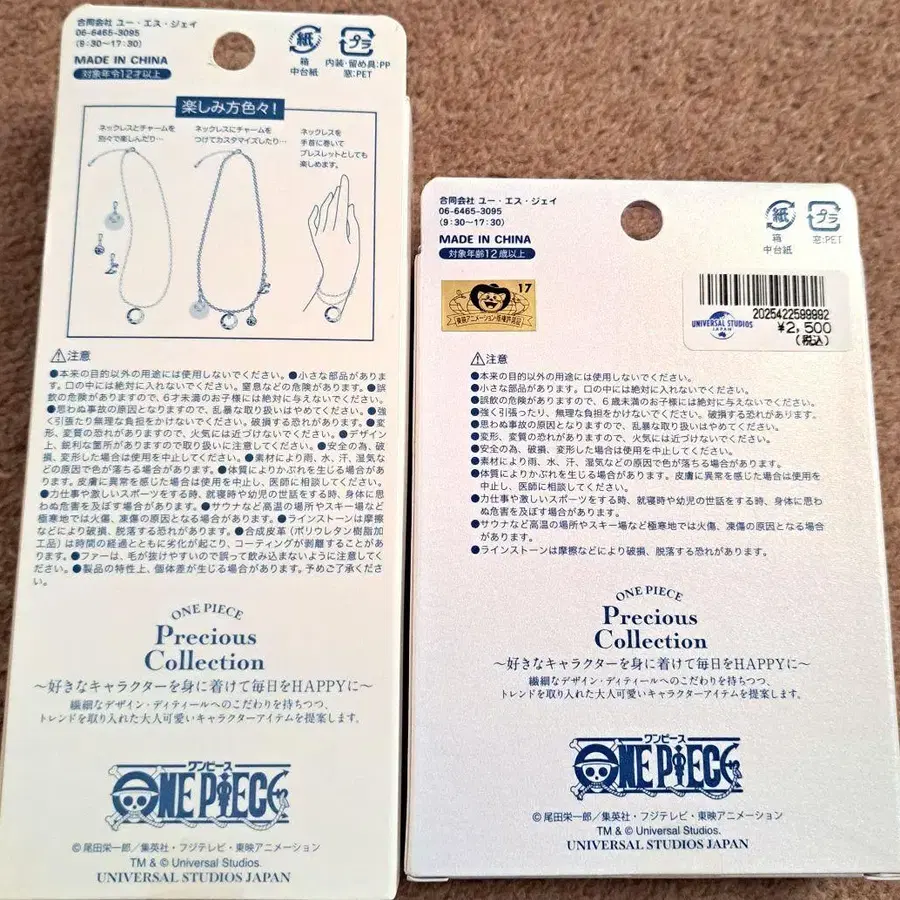 合同会社 ユー・エス・ジェイ
06-6465-3095
(9:30〜17:30)
MADE IN CHINA
対象年令12才以上
紙
箱
中台紙
プラ
内装・留め具:PP
窓:PET
楽しみ方色々!
ネックレスとチャームを
別々で楽しんだり…
ネックレスにチャームを
つけてカスタマイズしたり…
ネックレスを
手首に巻いて
ブレスレットとしても
楽しめます。
⚠注意
●本来の目的以外の用途には使用しないでください。●小さな部品があり
ます。口の中には絶対に入れないでください。窒息などの危険があります。●誤
飲の危険がありますので、6才未満のお子様には絶対に与えないでください。
●思わぬ事故の原因となりますので、乱暴な取り扱いはやめてください。●強
く引張ったり無理な負担をかけないでください。破損する恐れがあります。●変
形、変質の恐れがありますので、火気には近づけないでください。●デザイン
上、鋭利な箇所がありますので取り扱いに注意してください。●安全の為、破
損、変形した場合は使用を中止してください。●素材により雨、水、汗、湿気な
どの原因で色が落ちる場合があります。●体質によりかぶれを生じる場合があ
ります。皮膚に異常を感じた場合は使用を中止し、医師に相談してください。
●力仕事や激しいスポーツをする時、就寝時や幼児の世話をする時、身体に思
わぬ危害を及ぼす場合があります。●サウナなど高温の場所やスキー場など
極寒地では火傷、凍傷の原因となる場合があります。●ラインストーンは摩擦
などにより破損、脱落する恐れがあります。●合成皮革(ポリウレタン樹脂加
工品)は時間の経過とともに劣化が起こり、コーティングが剥離することがあ
ります。●ファーは、毛が抜けやすいので誤って飲み込まないように注意してく
ださい。●製品の特性上、個体差が生じる場合があります。予めご了承くださ
い。
ONE PIECE
Precious
Collection
〜好きなキャラクターを身に着けて毎日をHAPPYに〜
繊細なデザイン・ディティールへのこだわりを持ちつつ、
トレンドを取り入れた大人可愛いキャラクターアイテムを提案します。
ワンピース
ONE PIECE
© 尾田栄一郎/集英社・フジテレビ・東映アニメーション
TM & © Universal Studios.
UNIVERSAL STUDIOS JAPAN
合同会社 ユー・エス・ジェイ
06-6465-3095
(9:30〜17:30)
MADE IN CHINA
対象年齢12歳以上
紙
箱
中台紙
プラ
窓:PET
17
東映アニメーション・版権許諾証
UNIVERSAL STUDIOS
JAPAN
2025422599992
¥2,500
(税込)
⚠注意
●本来の目的以外の用途には使用しないでください。
●小さな部品があります。口の中には絶対に入れないでください。
●誤飲の危険がありますので、6歳未満のお子様には絶対に与えないでください。
●強く引張ったり、無理な負担をかけないでください。破損する恐れがあります。
●思わぬ事故の原因となりますので、乱暴な取り扱いはやめてください。
●変形、変質の恐れがありますので、火気には近づけないでください。
●安全の為、破損、変形した場合は使用を中止してください。
●素材により雨、水、汗、湿気などの原因で色が落ちる場合があります。
●体質によりかぶれを生じる場合があります。皮膚に異常を感じた場合は使用を
中止し、医師に相談してください。
●力仕事や激しいスポーツをする時、就寝時や幼児の世話をする時、身体に思わ
ぬ危害を及ぼす場合があります。
●サウナなど高温の場所やスキー場など極寒地では火傷、凍傷の原因となる場合
があります。
●ラインストーンは摩擦などにより破損、脱落する恐れがあります。
ONE PIECE
Precious
Collection
〜好きなキャラクターを身に着けて毎日をHAPPYに〜
繊細なデザイン・ディティールへのこだわりを持ちつつ、
トレンドを取り入れた大人可愛いキャラクターアイテムを提案します。
ワンピース
ONE PIECE
© 尾田栄一郎/集英社・フジテレビ・東映アニメーション
TM & © Universal Studios.
UNIVERSAL STUDIOS JAPAN